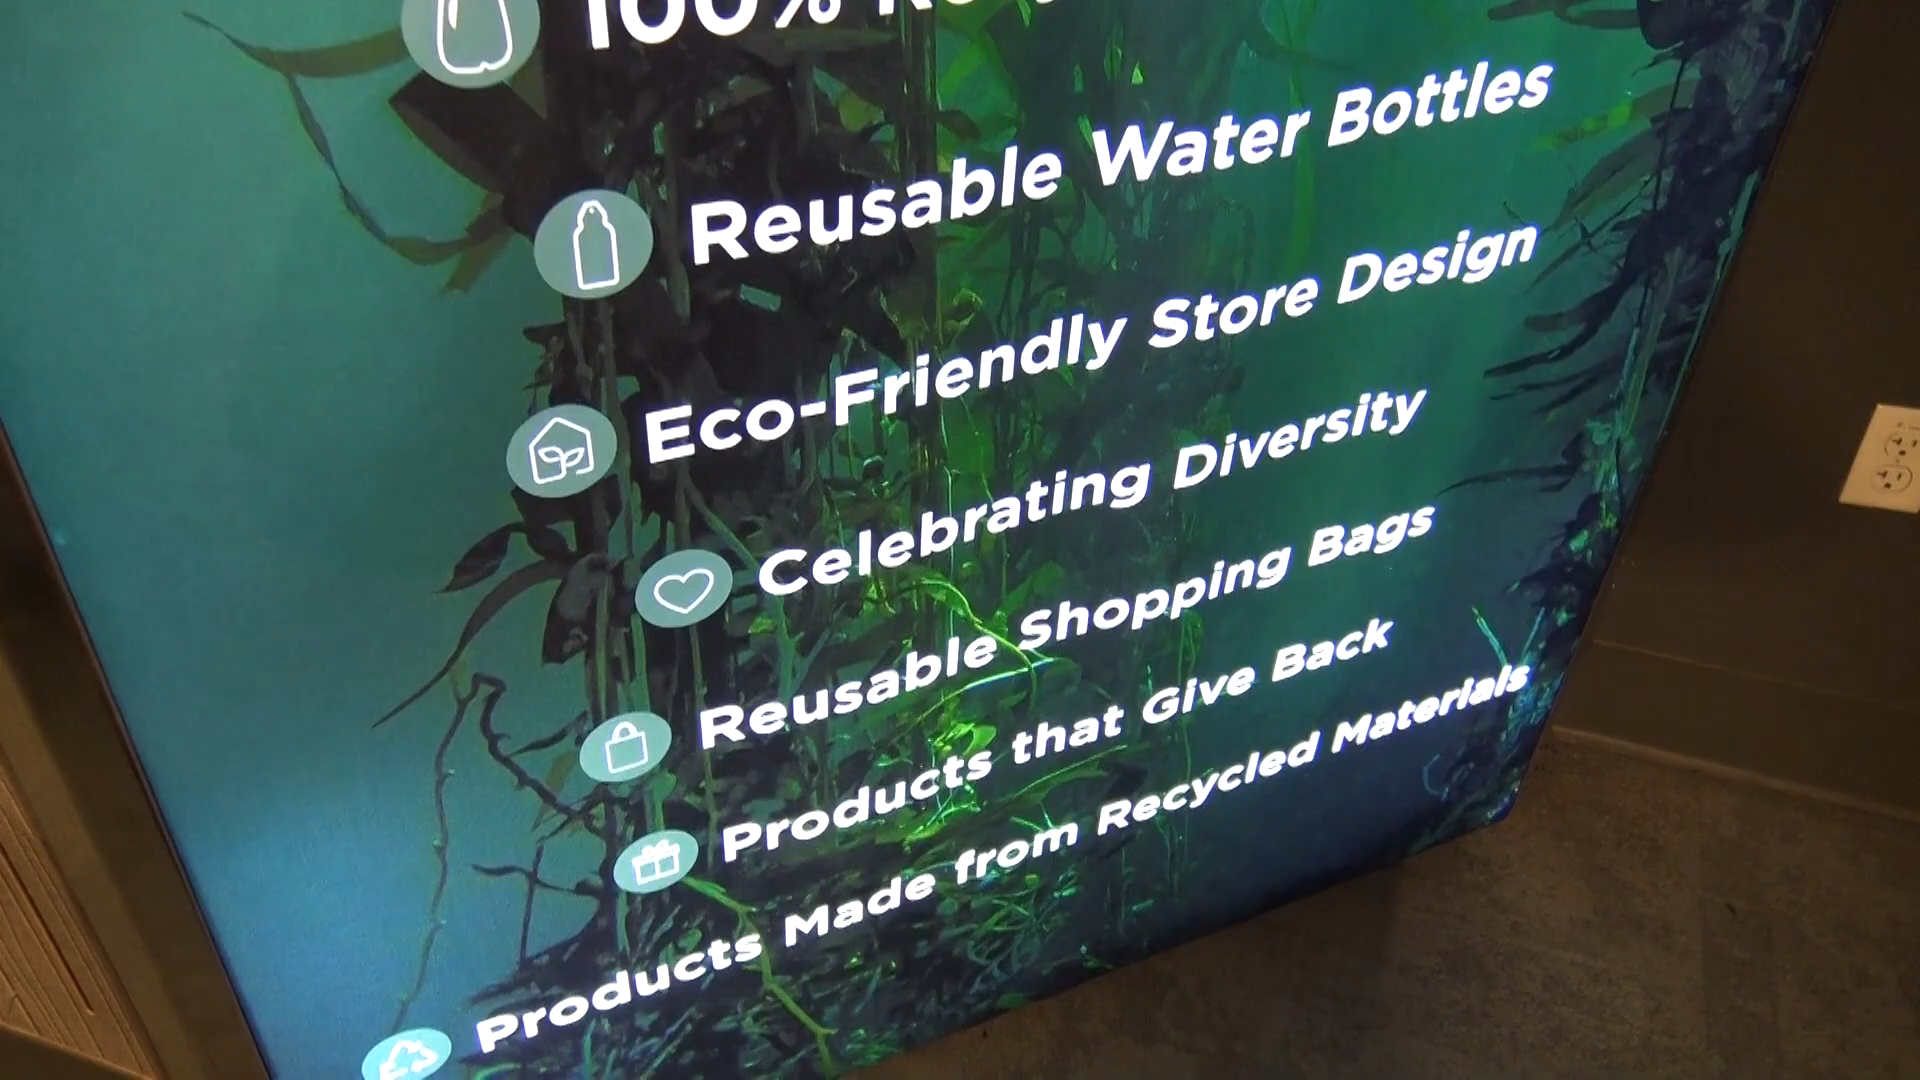 100%
Reusable Water Bottles
Eco-Friendly Store Design
Celebrating Diversity
Reusable Shopping Bags
Products that Give Back
Products Made from Recycled Materials